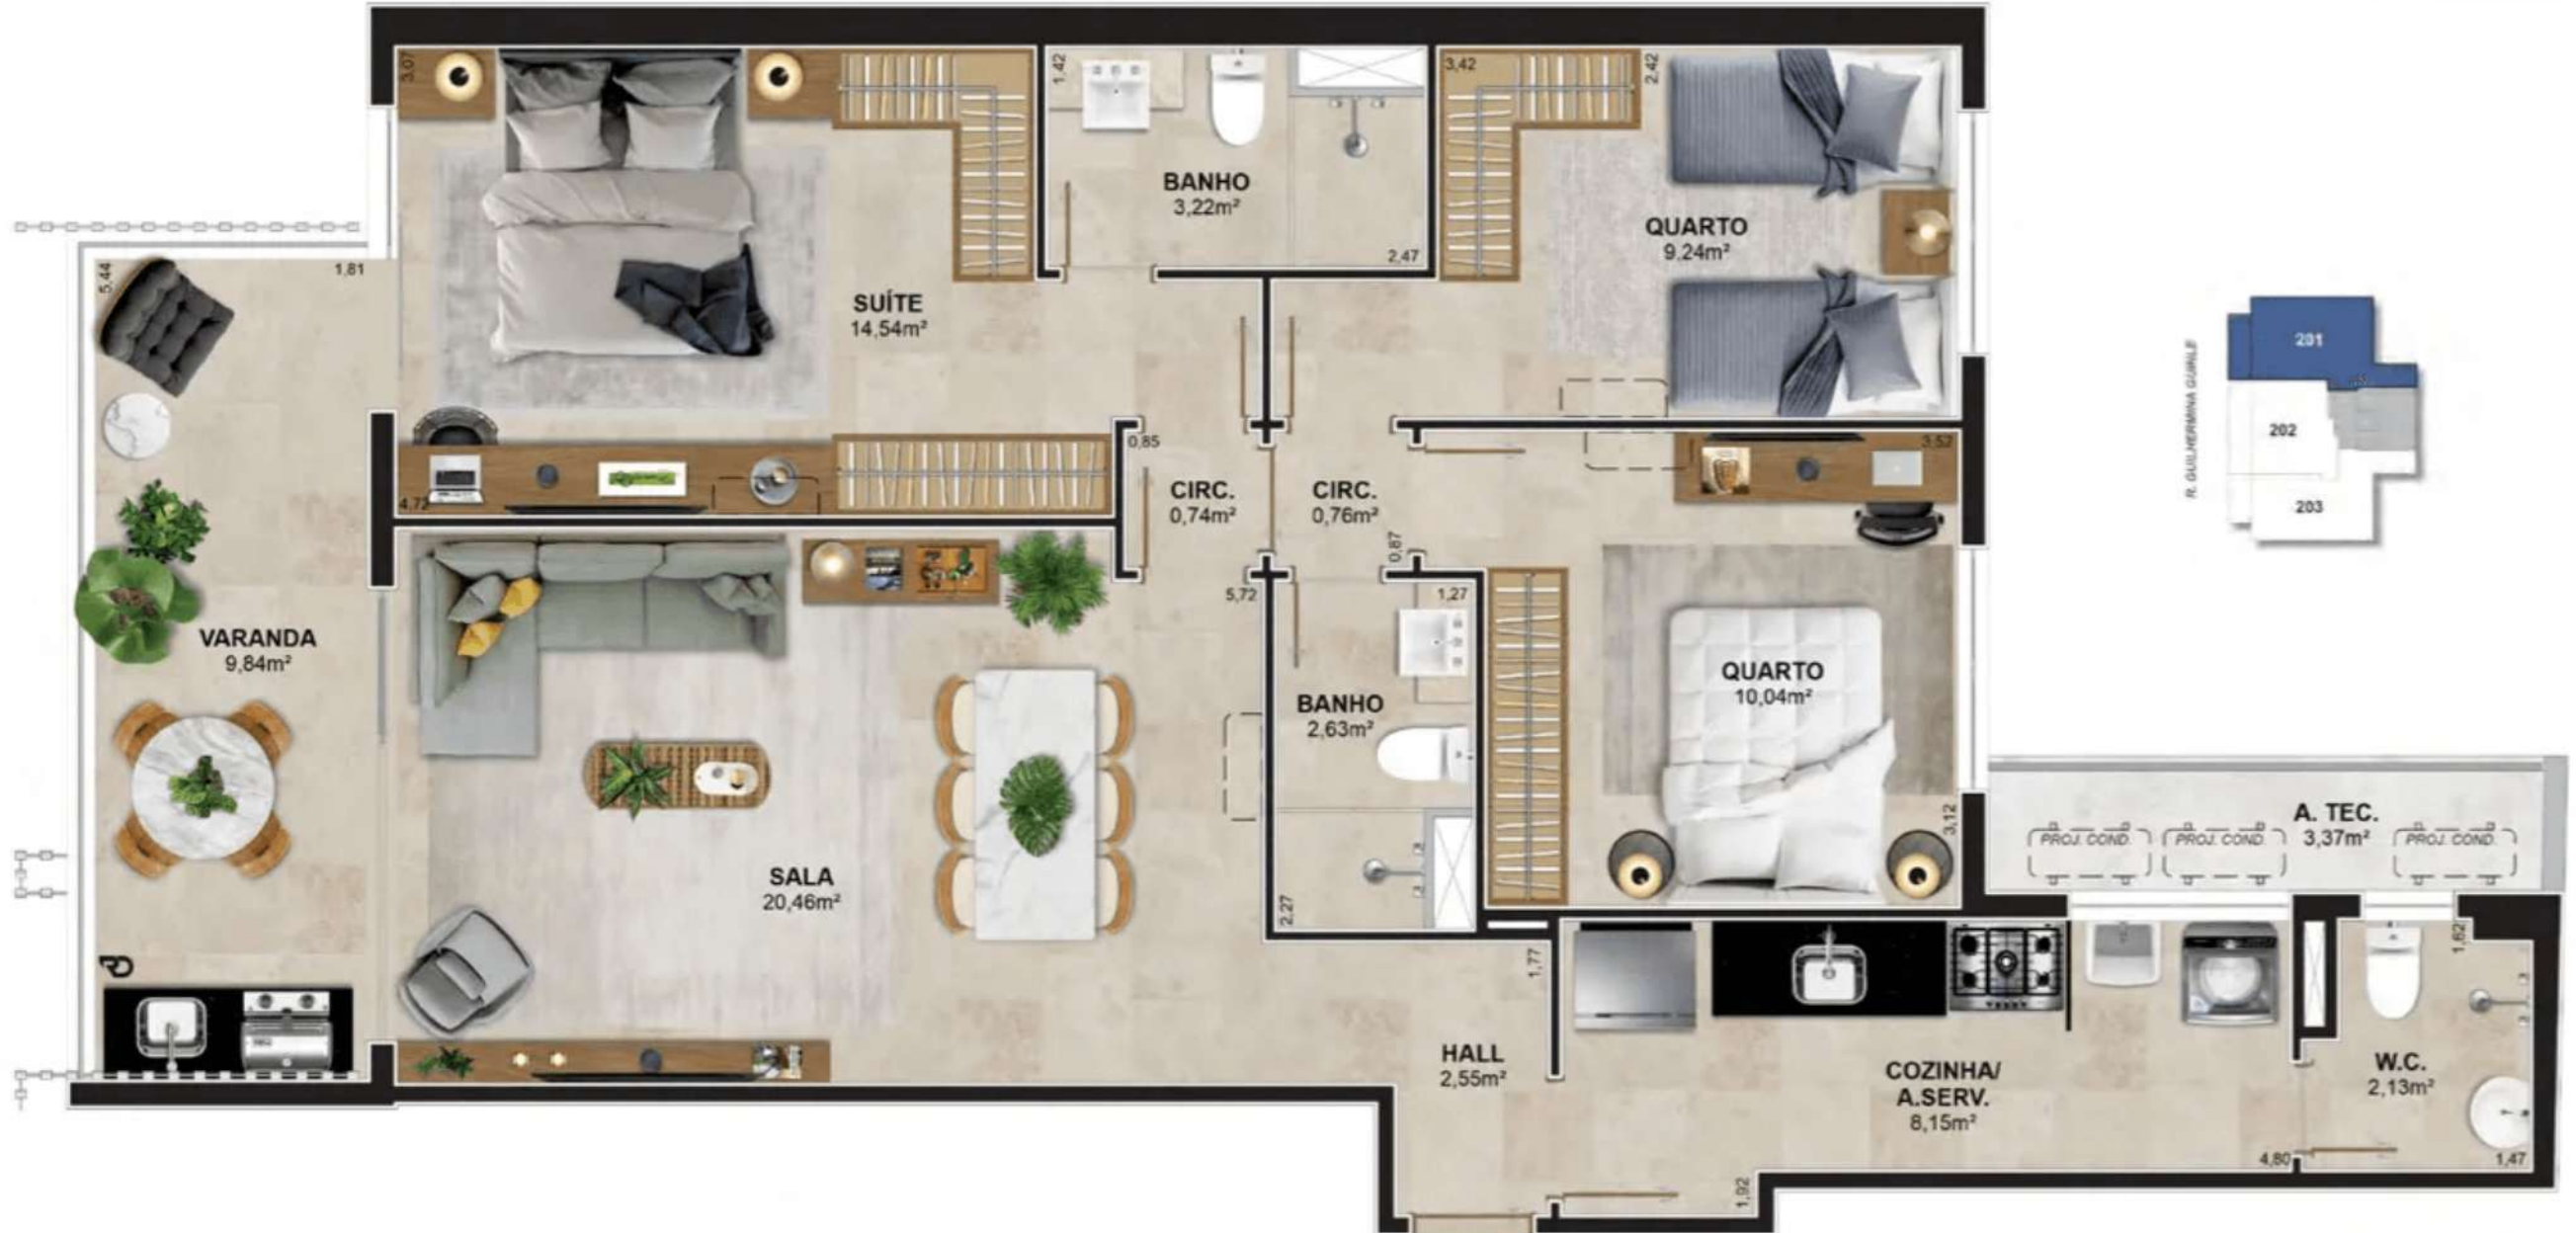 3,07
1,42
BANHO
3,22m²
2,47
3,42
2,42
QUARTO
9,24m²
5,44
1,81
SUÍTE
14,54m²
4,72
0,85
CIRC.
0,74m²
CIRC.
0,76m²
0,87
3,52
R. GUILHERMINA GUINLE
201
202
203
VARANDA
9,84m²
5,72
1,27
BANHO
2,63m²
2,27
QUARTO
10,04m²
3,12
SALA
20,46m²
A. TEC.
3,37m²
PROJ. COND.
PROJ. COND.
PROJ. COND.
1,77
HALL
2,55m²
COZINHA/
A.SERV.
8,15m²
1,92
4,80
1,62
W.C.
2,13m²
1,47